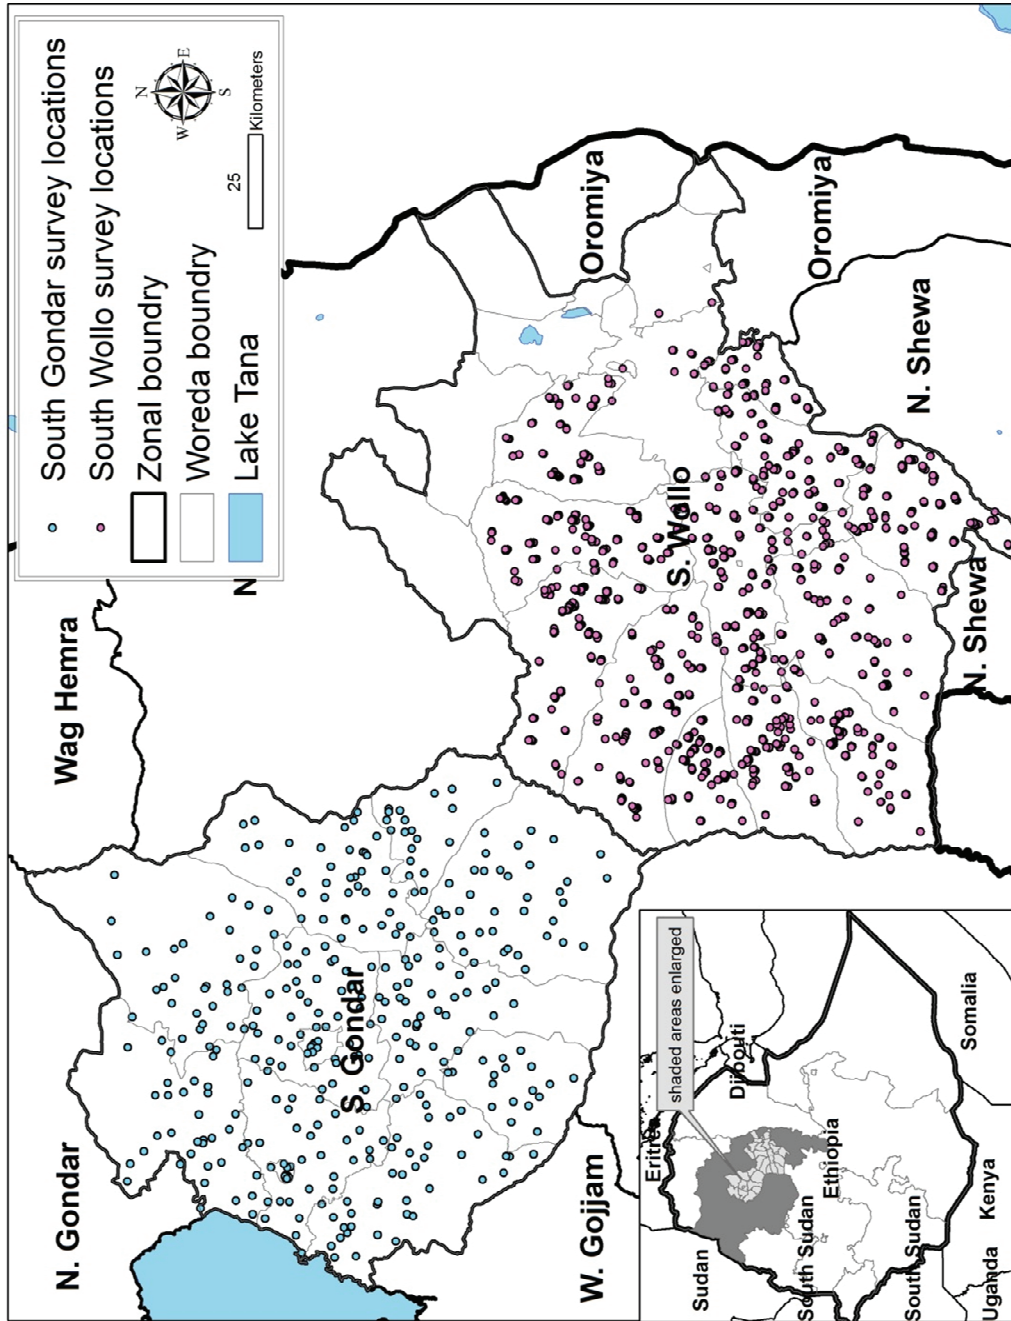 South Gondar survey locations
South Wollo survey locations
Zonal boundry
Woreda boundry
Lake Tana
N
W
E
S
25
Kilometers
Wag Hemra
N
N. Gondar
S. Gondar
W. Gojjam
S. Wollo
Oromiya
Oromiya
N. Shewa
N. Shewa
shaded areas enlarged
Eritrea
Djibouti
Sudan
Ethiopia
South Sudan
South Sudan
Somalia
Kenya
Uganda